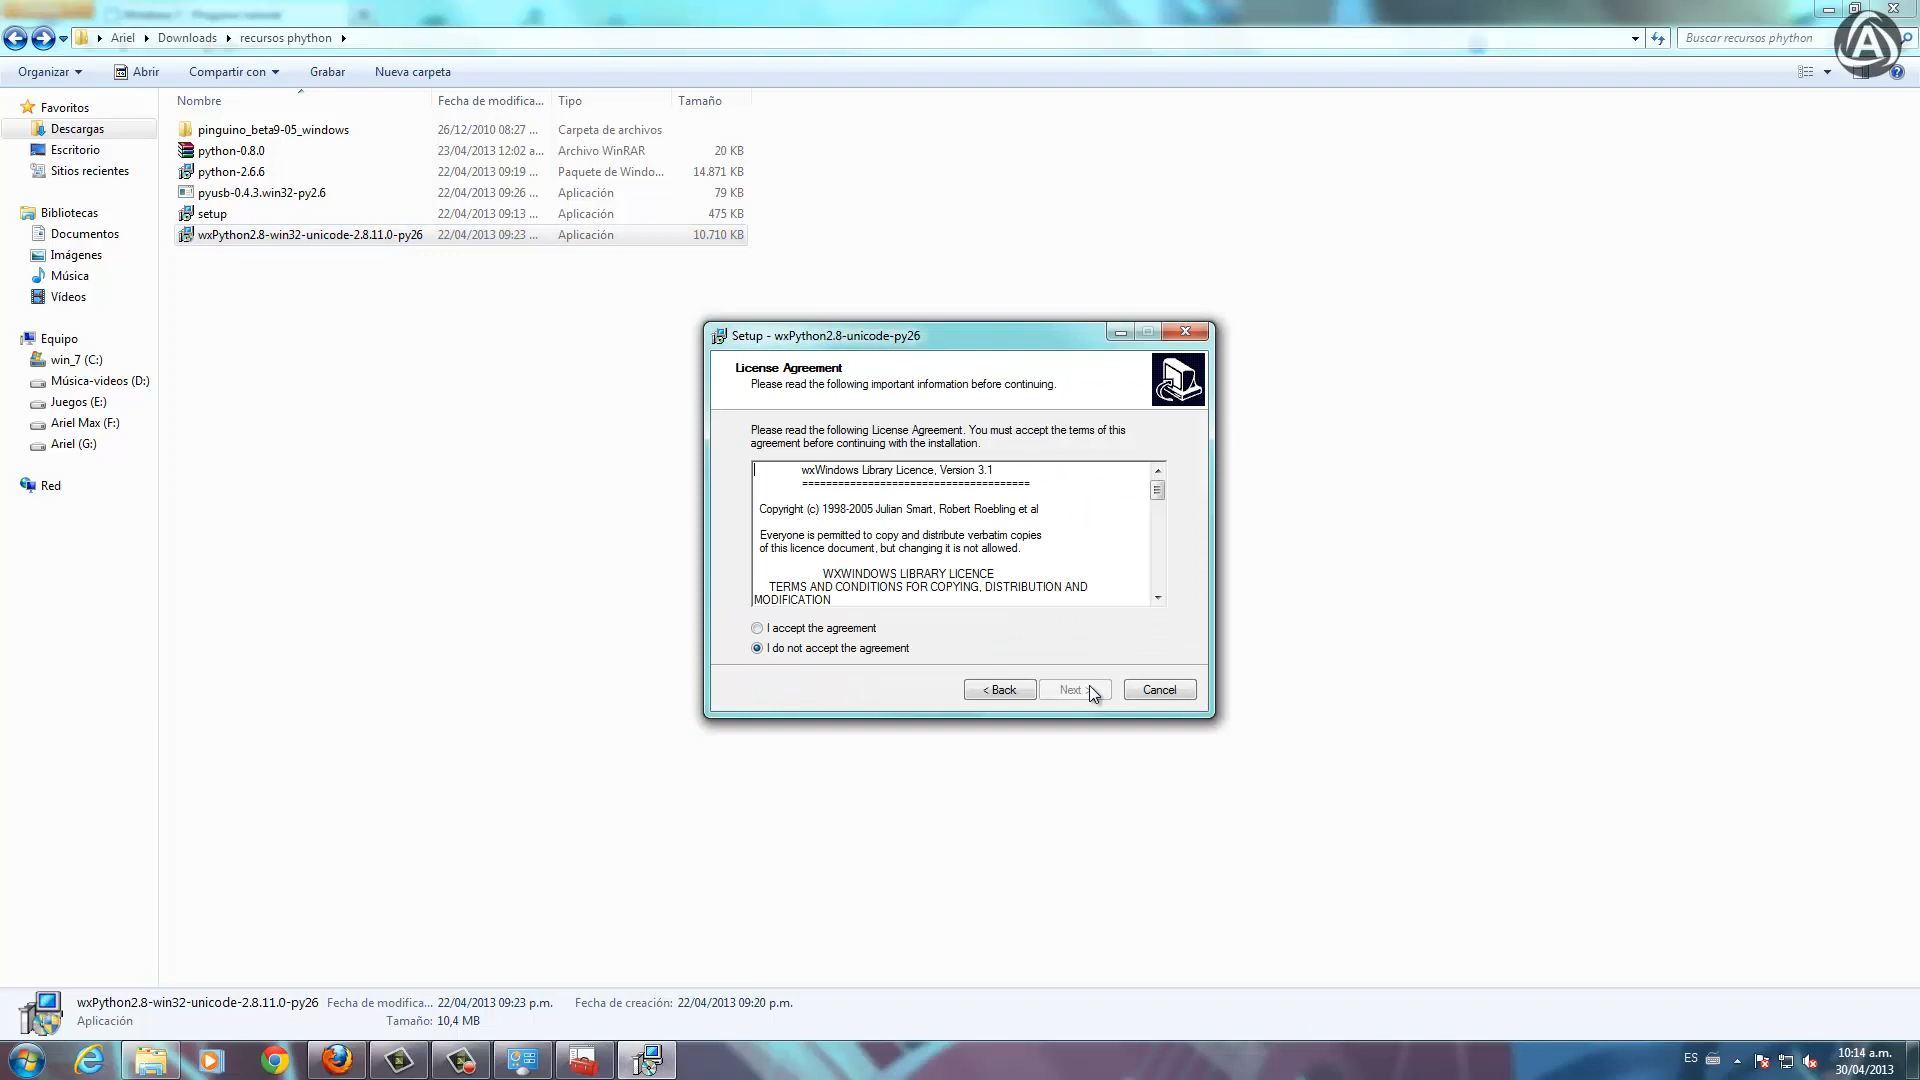 Ariel Downloads recursos phython
Buscar recursos phython
Organizar Abrir Compartir con Grabar Nueva carpeta
Nombre Fecha de modifica... Tipo Tamaño
Favoritos
Descargas
Escritorio
Sitios recientes
Bibliotecas
Documentos
Imágenes
Música
Vídeos
Equipo
win_7 (C:)
Música-videos (D:)
Juegos (E:)
Ariel Max (F:)
Ariel (G:)
Red
pinguino_beta9-05_windows 26/12/2010 08:27 ... Carpeta de archivos
python-0.8.0 23/04/2013 12:02 a... Archivo WinRAR 20 KB
python-2.6.6 22/04/2013 09:19 ... Paquete de Windo... 14.871 KB
pyusb-0.4.3.win32-py2.6 22/04/2013 09:26 ... Aplicación 79 KB
setup 22/04/2013 09:13 ... Aplicación 475 KB
wxPython2.8-win32-unicode-2.8.11.0-py26 22/04/2013 09:23 ... Aplicación 10.710 KB
Setup - wxPython2.8-unicode-py26
License Agreement
Please read the following important information before continuing.
Please read the following License Agreement. You must accept the terms of this
agreement before continuing with the installation.
wxWindows Library Licence, Version 3.1
=======================================
Copyright (c) 1998-2005 Julian Smart, Robert Roebling et al
Everyone is permitted to copy and distribute verbatim copies
of this licence document, but changing it is not allowed.
WXWINDOWS LIBRARY LICENCE
TERMS AND CONDITIONS FOR COPYING, DISTRIBUTION AND
MODIFICATION
I accept the agreement
I do not accept the agreement
< Back Next > Cancel
wxPython2.8-win32-unicode-2.8.11.0-py26 Fecha de modifica... 22/04/2013 09:23 p.m. Fecha de creación: 22/04/2013 09:20 p.m.
Aplicación Tamaño: 10,4 MB
ES
10:14 a.m.
30/04/2013